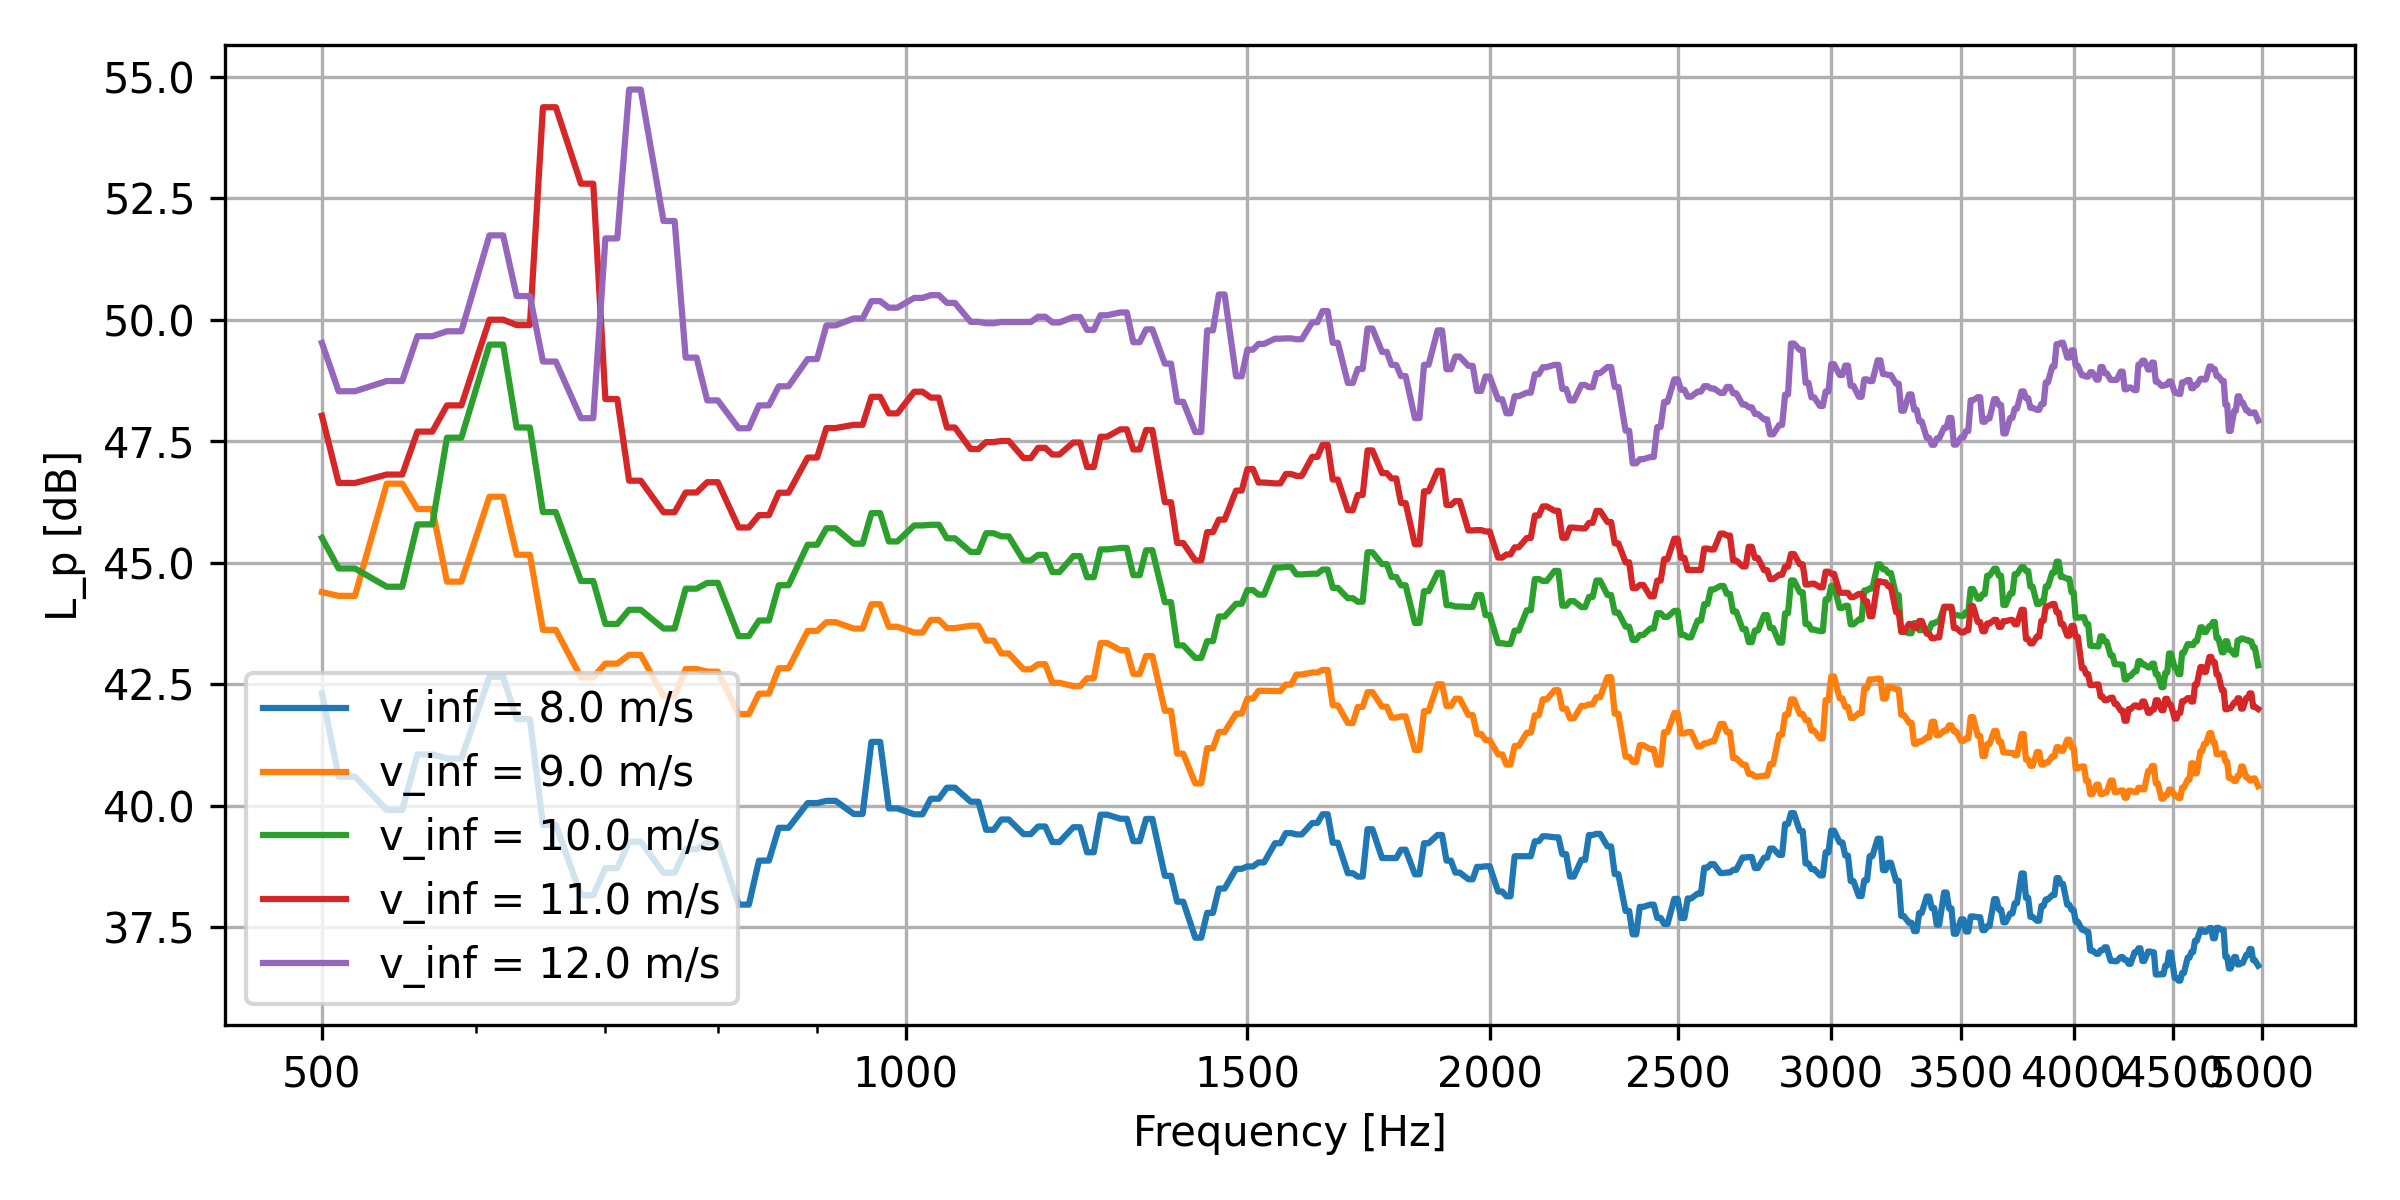 55.0
52.5
50.0
47.5
45.0
42.5
40.0
37.5
L_p [dB]
v_inf = 8.0 m/s
v_inf = 9.0 m/s
v_inf = 10.0 m/s
v_inf = 11.0 m/s
v_inf = 12.0 m/s
500 1000 1500 2000 2500 3000 3500 4000 4500 5000
Frequency [Hz]